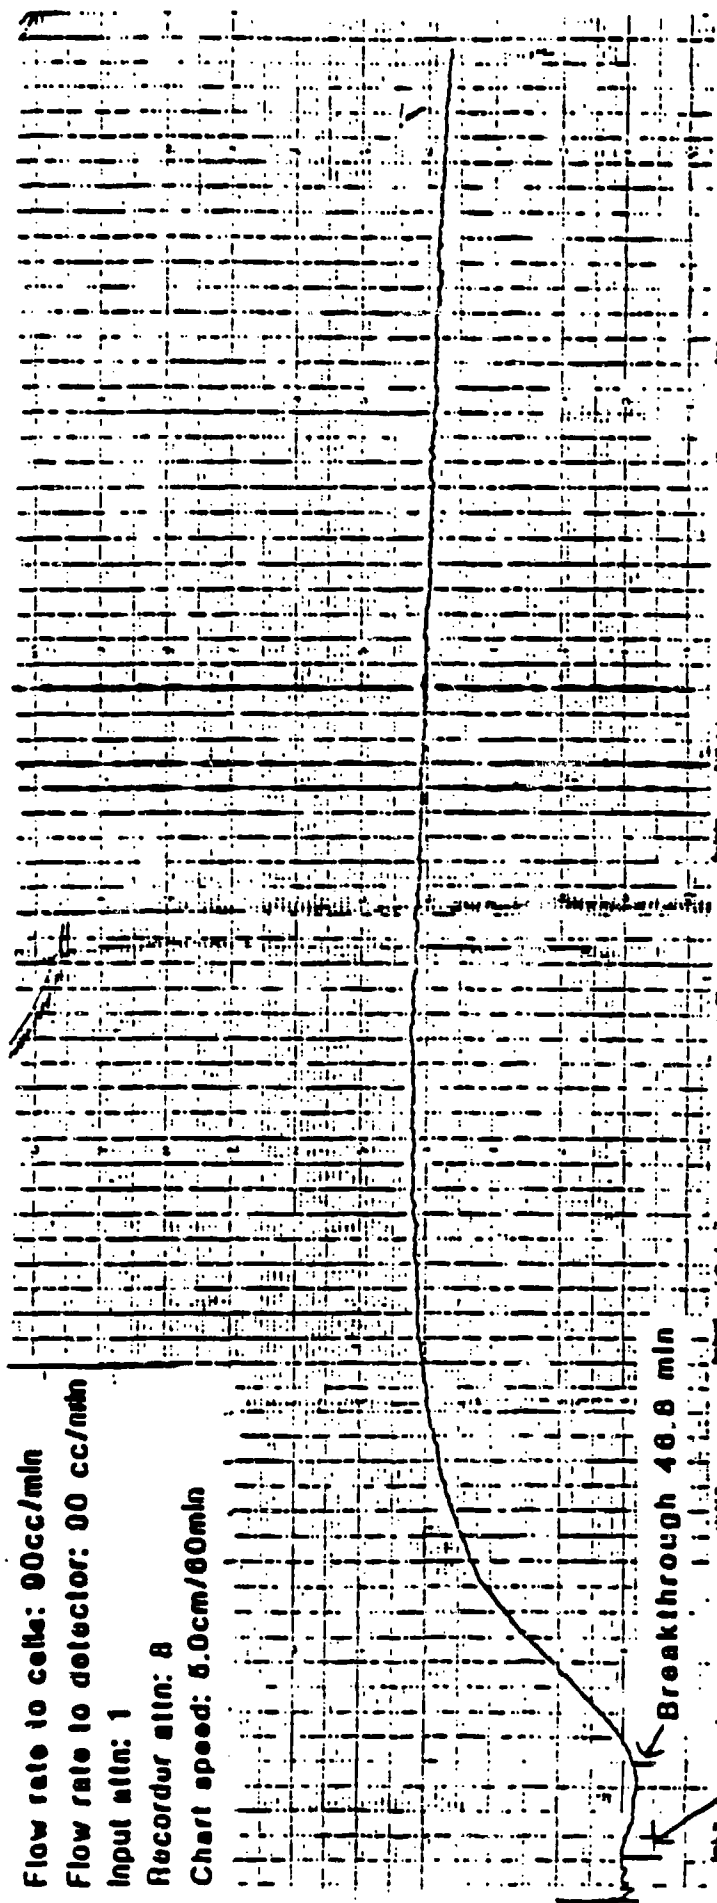 Flow rate to cells: 90cc/min
Flow rate to detector: 90 cc/min
Input attn: 1
Recorder attn: 8
Chart speed: 5.0cm/60min
Breakthrough 46.8 min